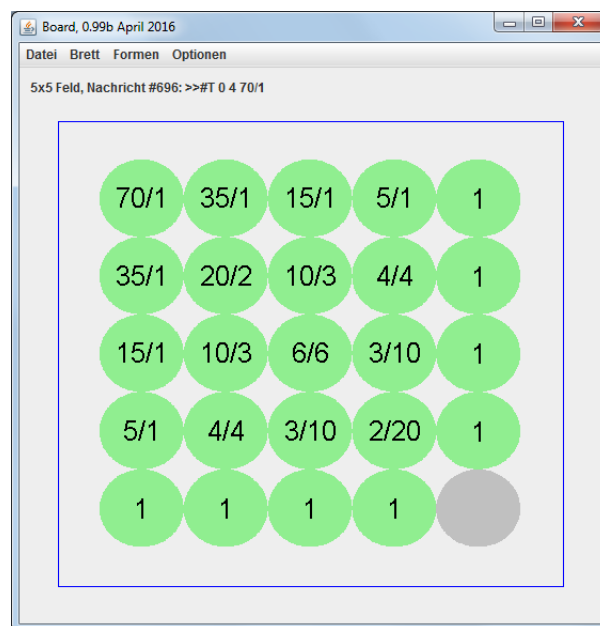 Board, 0.99b April 2016
Datei Brett Formen Optionen
5x5 Feld, Nachricht #696: >>#T 0 4 70/1
70/1 35/1 15/1 5/1 1
35/1 20/2 10/3 4/4 1
15/1 10/3 6/6 3/10 1
5/1 4/4 3/10 2/20 1
1 1 1 1